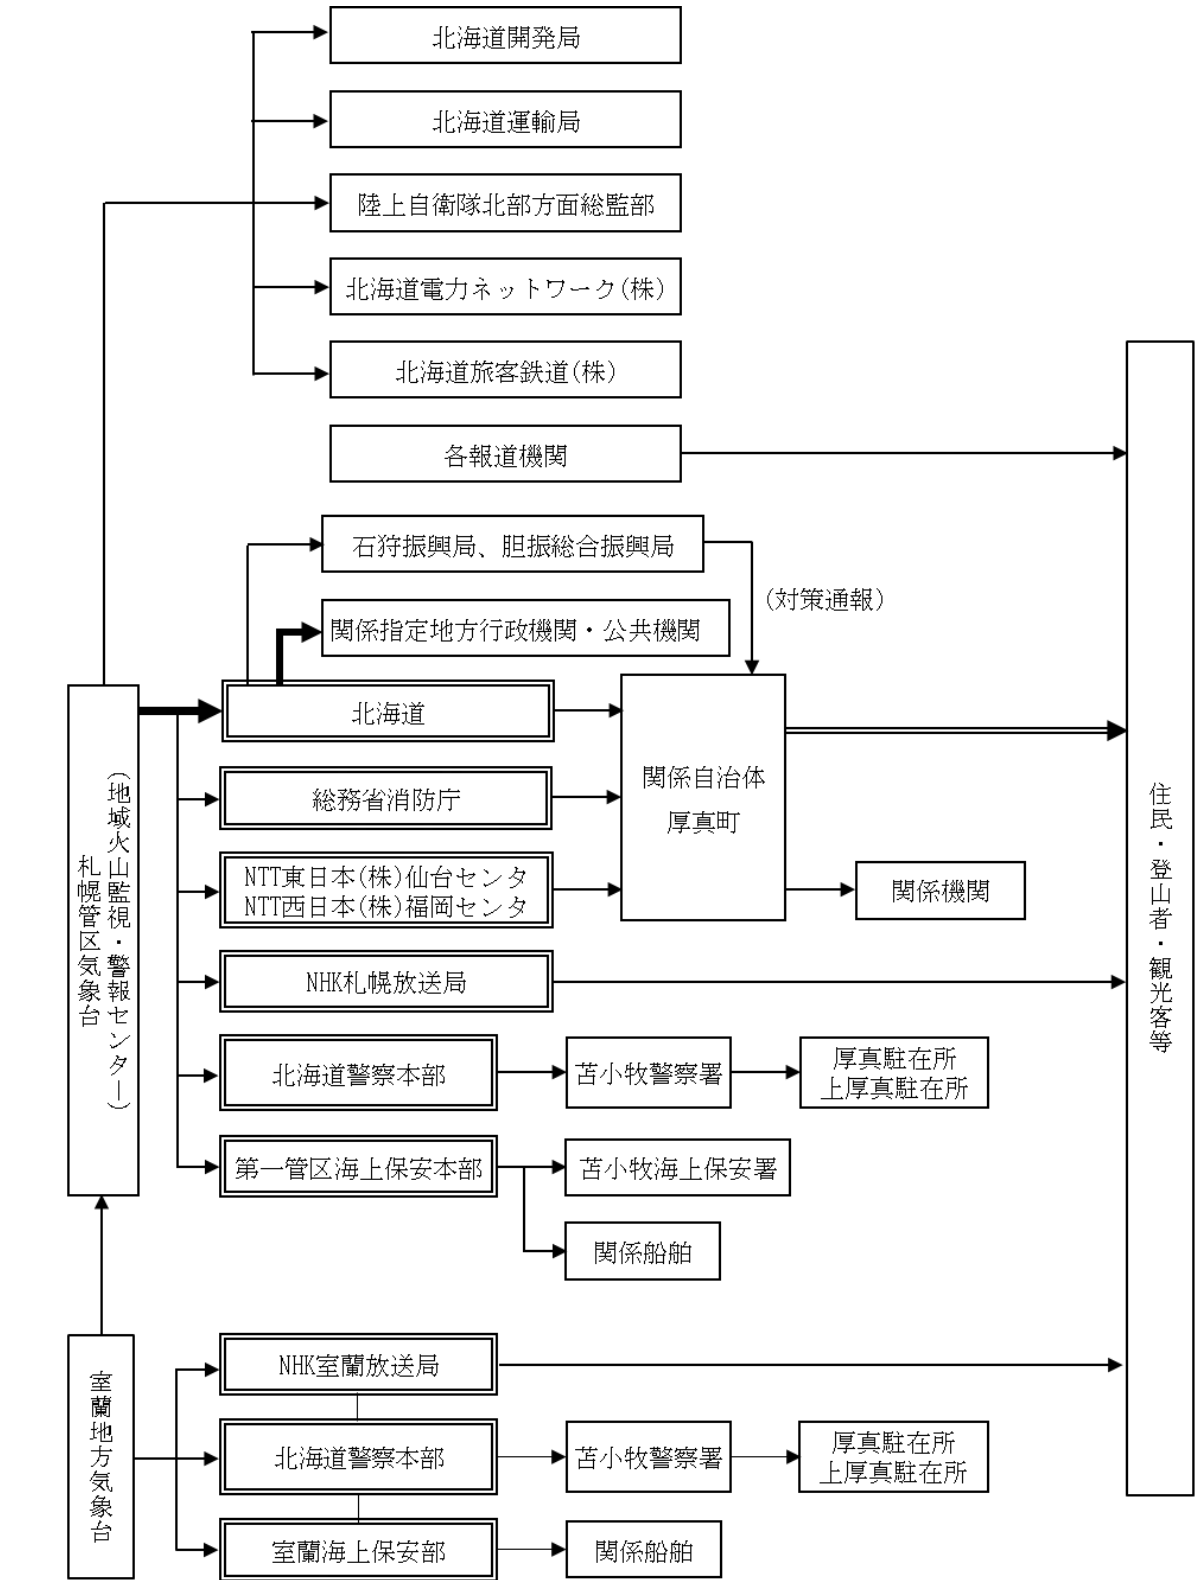 北海道開発局
北海道運輸局
陸上自衛隊北部方面総監部
北海道電力ネットワーク(株)
北海道旅客鉄道(株)
各報道機関
石狩振興局、胆振総合振興局
(対策通報)
関係指定地方行政機関・公共機関
北海道
関係自治体
厚真町
総務省消防庁
NTT東日本(株)仙台センタ
NTT西日本(株)福岡センタ
関係機関
NHK札幌放送局
北海道警察本部
苫小牧警察署
厚真駐在所
上厚真駐在所
第一管区海上保安本部
苫小牧海上保安署
関係船舶
(地域火山監視・警報センター)
札幌管区気象台
住民・登山者・観光客等
室蘭地方気象台
NHK室蘭放送局
北海道警察本部
苫小牧警察署
厚真駐在所
上厚真駐在所
室蘭海上保安部
関係船舶